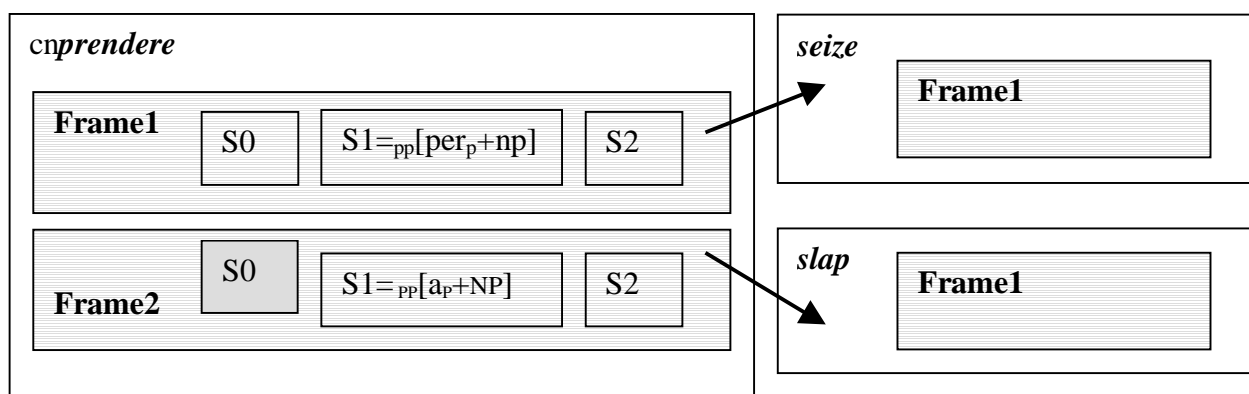 cnprendere
Frame1
S0
S1=pp[perp+np]
S2
Frame2
S0
S1=PP[aP+NP]
S2
seize
Frame1
slap
Frame1